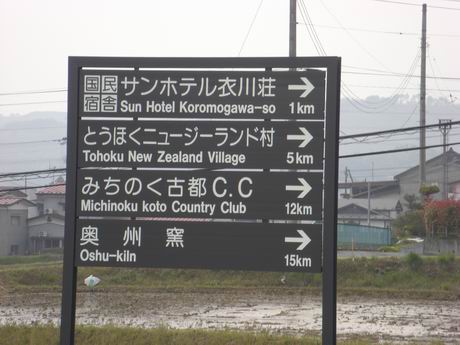 国民宿舎 サンホテル衣川荘 →
Sun Hotel Koromogawa-so 1km
とうほくニュージーランド村 →
Tohoku New Zealand Village 5km
みちのく古都C.C →
Michinoku koto Country Club 12km
奥州窯 →
Oshu-kiln 15km